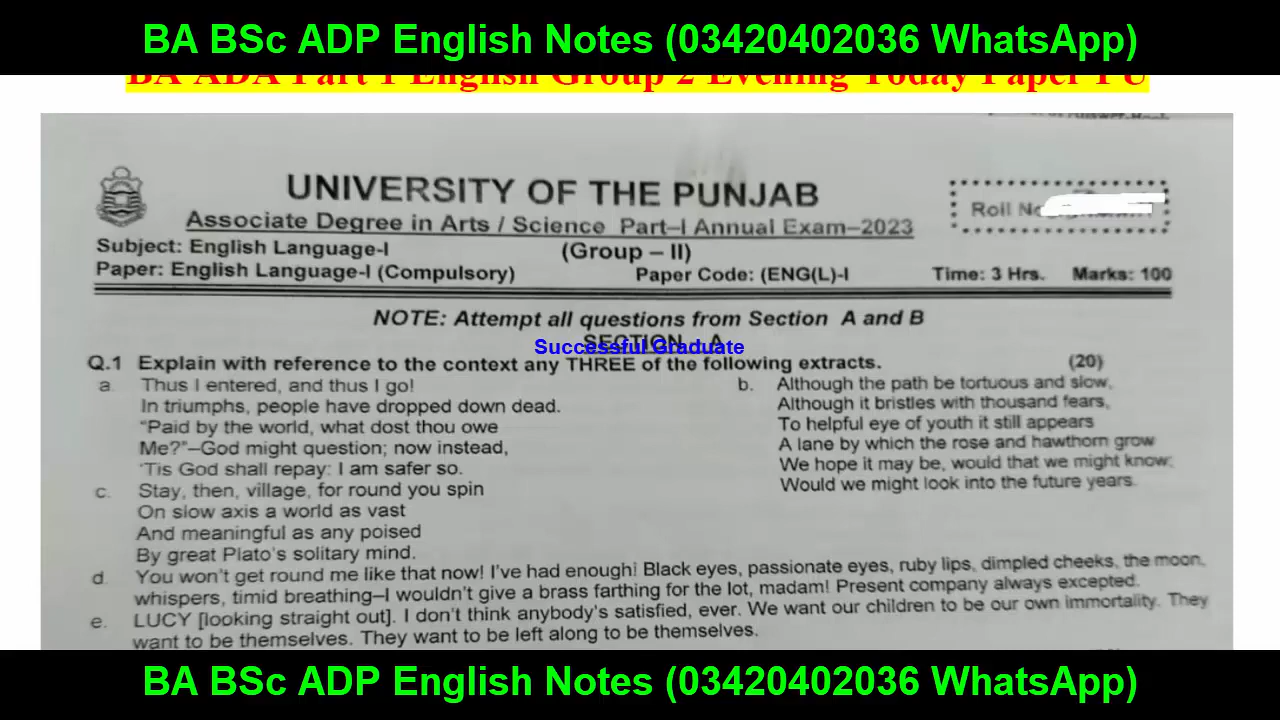 BA BSc ADP English Notes (03420402036 WhatsApp)
BA ADA Part 1 English Group 2 Evening Today Paper PU
UNIVERSITY OF THE PUNJAB
Associate Degree in Arts / Science Part–I Annual Exam–2023
Roll No
Subject: English Language-I (Group – II)
Paper: English Language-I (Compulsory) Paper Code: (ENG(L)-I Time: 3 Hrs. Marks: 100
NOTE: Attempt all questions from Section A and B
SECTION A
Successful Graduate
Q.1 Explain with reference to the context any THREE of the following extracts. (20)
a. Thus I entered, and thus I go!
In triumphs, people have dropped down dead.
"Paid by the world, what dost thou owe
Me?"–God might question; now instead,
'Tis God shall repay: I am safer so.
b. Although the path be tortuous and slow,
Although it bristles with thousand fears,
To helpful eye of youth it still appears
A lane by which the rose and hawthorn grow
We hope it may be, would that we might know;
Would we might look into the future years.
c. Stay, then, village, for round you spin
On slow axis a world as vast
And meaningful as any poised
By great Plato's solitary mind.
d. You won't get round me like that now! I've had enough! Black eyes, passionate eyes, ruby lips, dimpled cheeks, the moon,
whispers, timid breathing–I wouldn't give a brass farthing for the lot, madam! Present company always excepted.
e. LUCY [looking straight out]. I don't think anybody's satisfied, ever. We want our children to be our own immortality. They
want to be themselves. They want to be left along to be themselves.
BA BSc ADP English Notes (03420402036 WhatsApp)